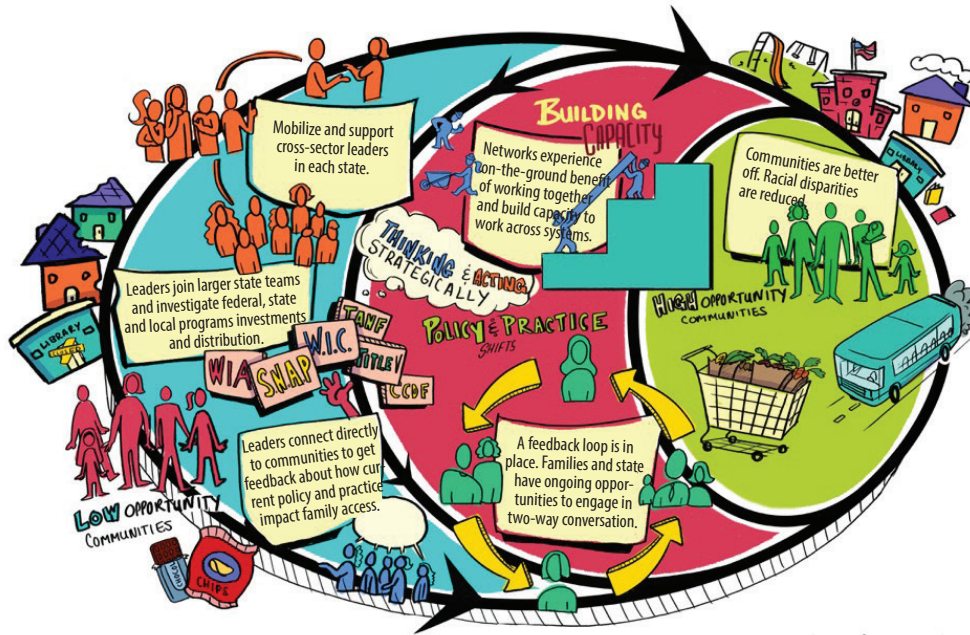 Mobilize and support
cross-sector leaders
in each state.
Leaders join larger state teams
and investigate federal, state
and local programs investments
and distribution.
LIBRARY
CLOSED
WIA
S.N.A.P
W.I.C.
TANF
TITLE V
CCDF
Leaders connect directly
to communities to get
feedback about how cur-
rent policy and practice
impact family access.
LOW OPPORTUNITY
COMMUNITIES
CHIPS
THINKING & ACTING
STRATEGICALLY
BUILDING
CAPACITY
Networks experience
on-the-ground benefit
of working together
and build capacity to
work across systems.
POLICY & PRACTICE
SHIFTS
A feedback loop is in
place. Families and state
have ongoing oppor-
tunities to engage in
two-way conversation.
Communities are better
off. Racial disparities
are reduced
LIBRARY
HIGH OPPORTUNITY
COMMUNITIES